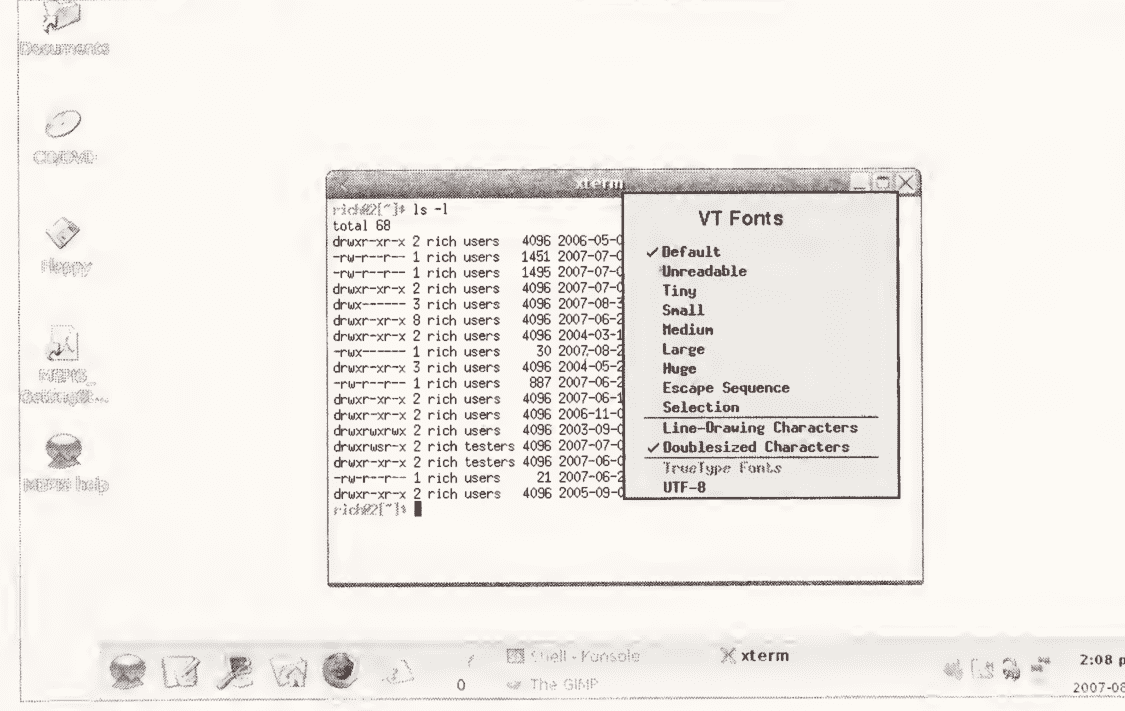 Documents
CD/DVD
Floppy
MEPIS help
xterm
rich@2[~]$ ls -l
total 68
drwxr-xr-x 2 rich users 4096 2006-05-0
-rw-r--r-- 1 rich users 1451 2007-07-0
-rw-r--r-- 1 rich users 1495 2007-07-0
drwxr-xr-x 2 rich users 4096 2007-07-0
drwx------ 3 rich users 4096 2007-08-3
drwxr-xr-x 8 rich users 4096 2007-06-2
drwxr-xr-x 2 rich users 4096 2004-03-1
-rwx------ 1 rich users 30 2007-08-2
drwxr-xr-x 3 rich users 4096 2004-05-2
-rw-r--r-- 1 rich users 887 2007-06-2
drwxr-xr-x 2 rich users 4096 2007-06-1
drwxr-xr-x 2 rich users 4096 2006-11-0
drwxrwxrwx 2 rich users 4096 2003-09-0
drwxrwsr-x 2 rich testers 4096 2007-07-0
drwxr-xr-x 2 rich testers 4096 2007-06-0
-rw-r--r-- 1 rich users 21 2007-06-2
drwxr-xr-x 2 rich users 4096 2005-09-0
rich@2[~]$
VT Fonts
Default
Unreadable
Tiny
Small
Medium
Large
Huge
Escape Sequence
Selection
Line-Drawing Characters
Doublesized Characters
TrueType Fonts
UTF-8
Shell - Konsole
xterm
0
The GIMP
2:08 p
2007-08